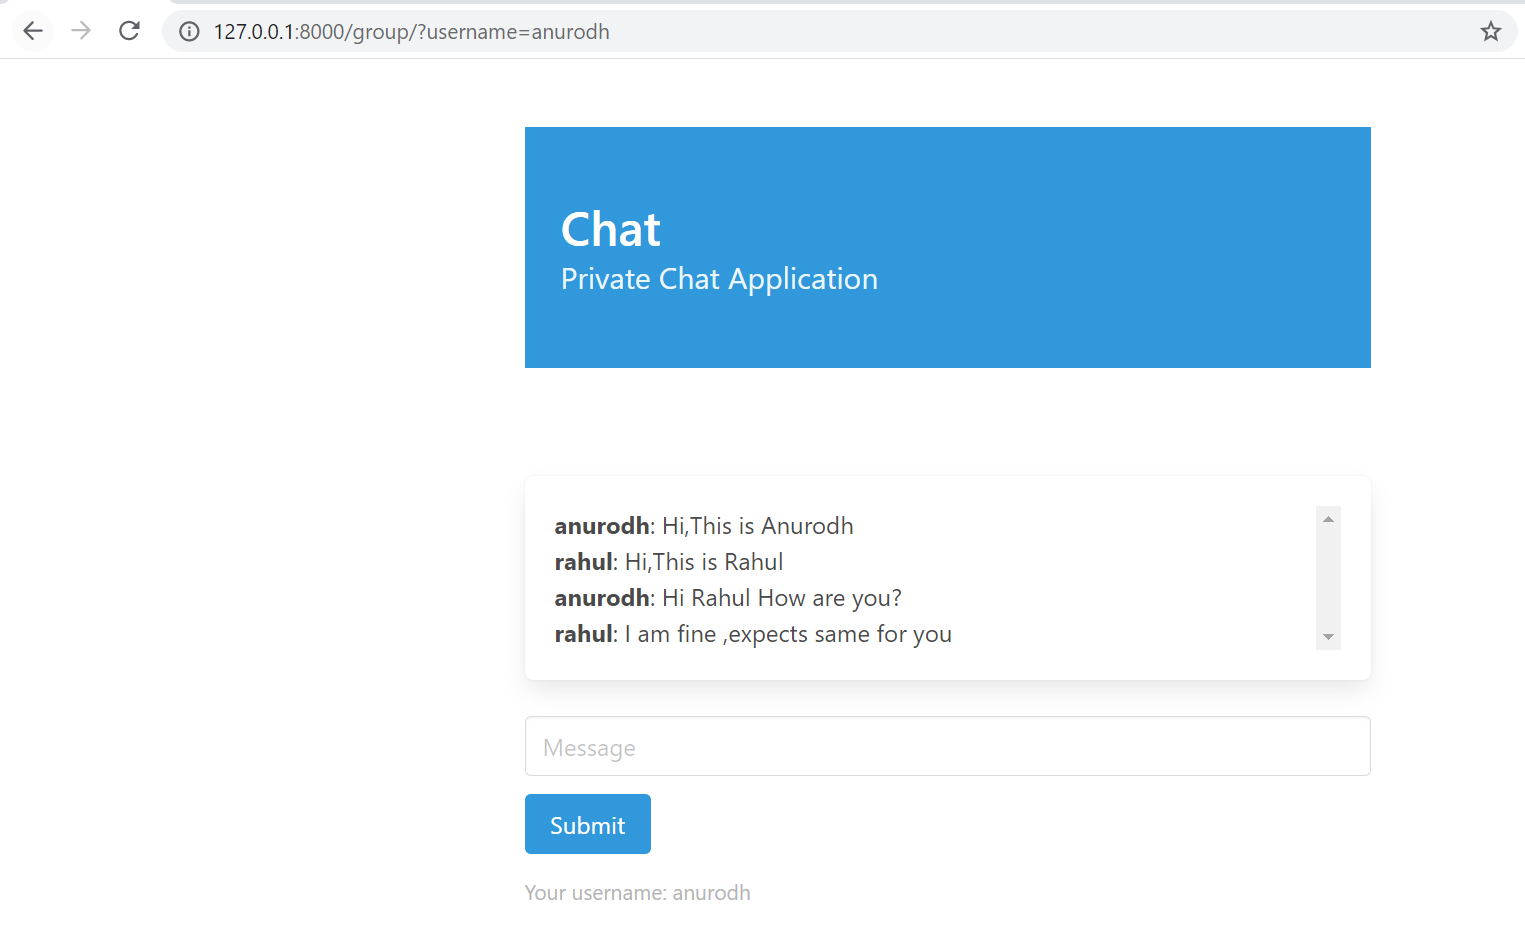 127.0.0.1:8000/group/?username=anurodh
Chat
Private Chat Application
anurodh: Hi,This is Anurodh
rahul: Hi,This is Rahul
anurodh: Hi Rahul How are you?
rahul: I am fine ,expects same for you
Message
Submit
Your username: anurodh